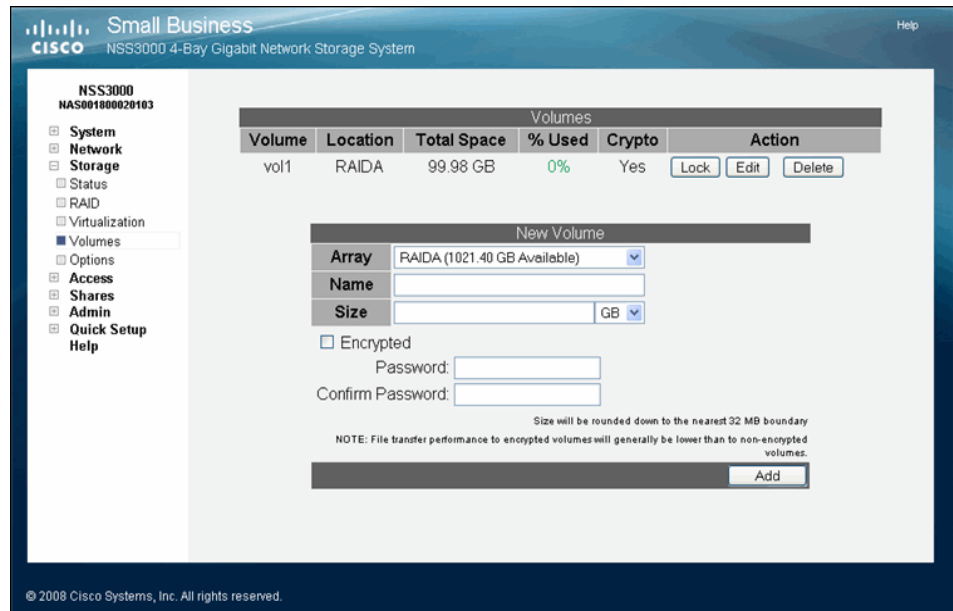 Small Business
CISCO NSS3000 4-Bay Gigabit Network Storage System
Help
NSS3000
NAS001800020103
System
Network
Storage
Status
RAID
Virtualization
Volumes
Options
Access
Shares
Admin
Quick Setup
Help
Volumes
Volume Location Total Space % Used Crypto Action
vol1 RAIDA 99.98 GB 0% Yes Lock Edit Delete
New Volume
Array RAIDA (1021.40 GB Available)
Name
Size GB
Encrypted
Password:
Confirm Password:
Size will be rounded down to the nearest 32 MB boundary
NOTE: File transfer performance to encrypted volumes will generally be lower than to non-encrypted
volumes.
Add
© 2008 Cisco Systems, Inc. All rights reserved.